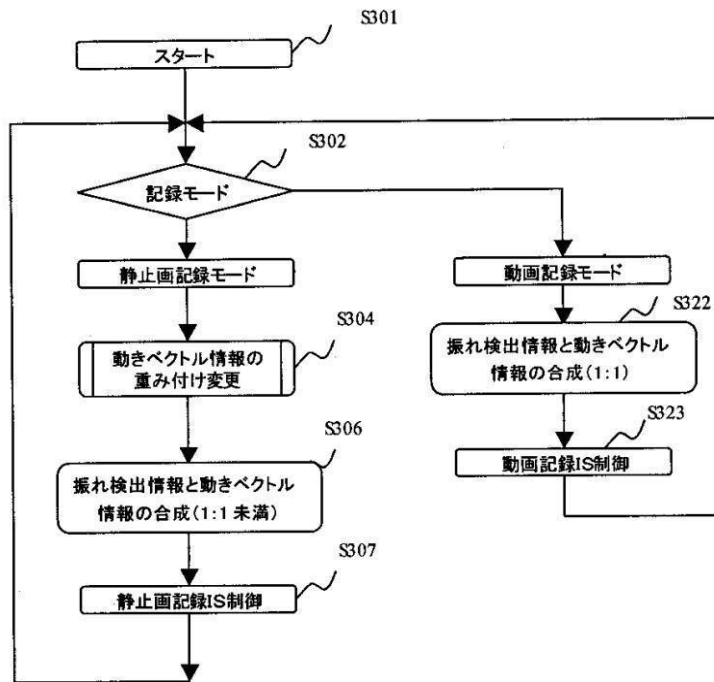 S301
スタート
S302
記録モード
静止画記録モード
S304
動きベクトル情報の
重み付け変更
S306
振れ検出情報と動きベクトル
情報の合成(1:1未満)
S307
静止画記録IS制御
動画記録モード
S322
振れ検出情報と動きベクトル
情報の合成(1:1)
S323
動画記録IS制御